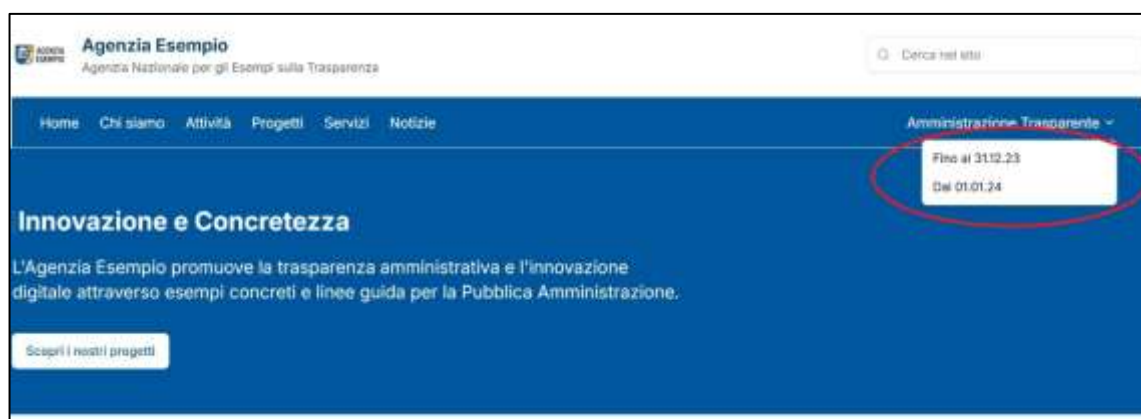 AGENZIA
ESEMPIO
Agenzia Esempio
Agenzia Nazionale per gli Esempi sulla Trasparenza
Cerca nel sito
Home Chi siamo Attività Progetti Servizi Notizie Amministrazione Trasparente
Fino al 31.12.23
Dal 01.01.24
Innovazione e Concretezza
L'Agenzia Esempio promuove la trasparenza amministrativa e l'innovazione
digitale attraverso esempi concreti e linee guida per la Pubblica Amministrazione.
Scopri i nostri progetti